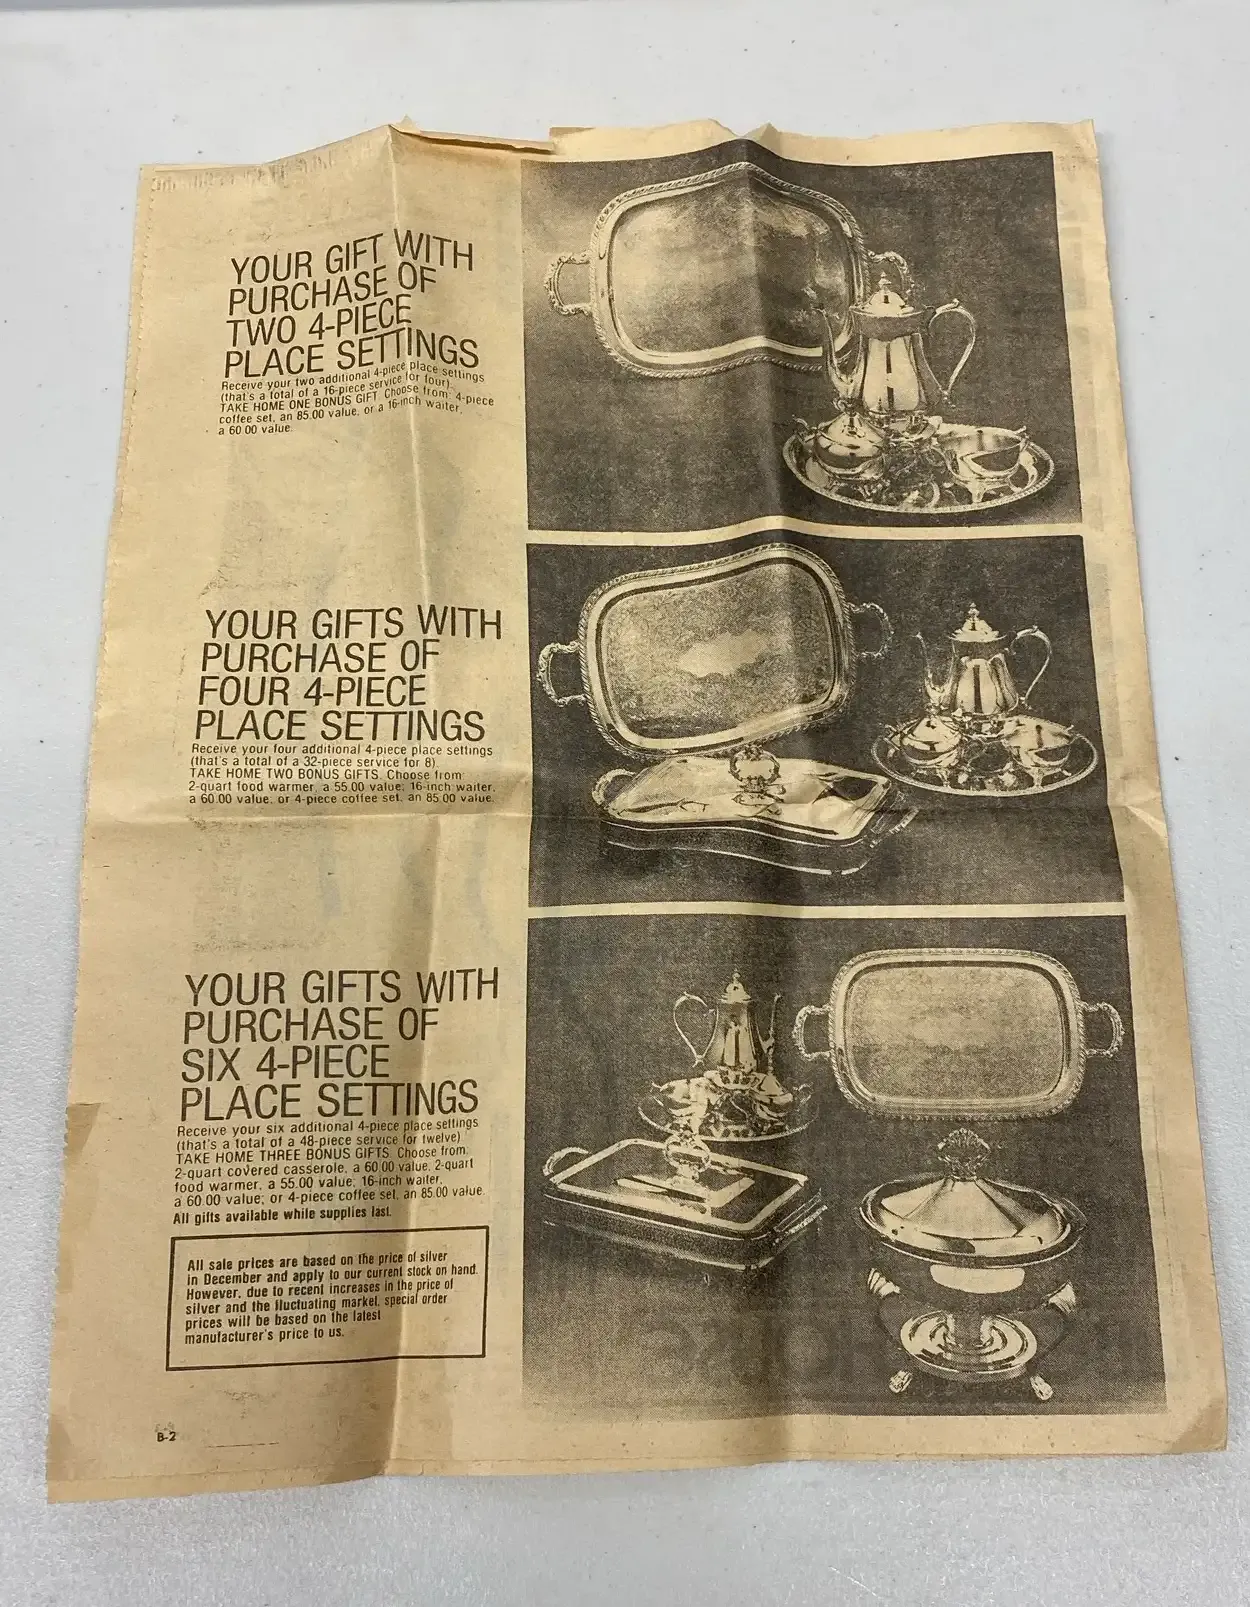 YOUR GIFT WITH
PURCHASE OF
TWO 4-PIECE
PLACE SETTINGS
Receive your two additional 4-piece place settings
(that's a total of a 16-piece service for four).
TAKE HOME ONE BONUS GIFT. Choose from: 4-piece
coffee set, an 85.00 value, or a 16-inch waiter,
a 60.00 value.
YOUR GIFTS WITH
PURCHASE OF
FOUR 4-PIECE
PLACE SETTINGS
Receive your four additional 4-piece place settings
(that's a total of a 32-piece service for 8).
TAKE HOME TWO BONUS GIFTS. Choose from:
2-quart food warmer, a 55.00 value; 16-inch waiter,
a 60.00 value; or 4-piece coffee set, an 85.00 value.
YOUR GIFTS WITH
PURCHASE OF
SIX 4-PIECE
PLACE SETTINGS
Receive your six additional 4-piece place settings
(that's a total of a 48-piece service for twelve)
TAKE HOME THREE BONUS GIFTS. Choose from:
2-quart covered casserole, a 60.00 value, 2-quart
food warmer, a 55.00 value; 16-inch waiter,
a 60.00 value; or 4-piece coffee set, an 85.00 value.
All gifts available while supplies last.
All sale prices are based on the price of silver
in December and apply to our current stock on hand.
However, due to recent increases in the price of
silver and the fluctuating market, special order
prices will be based on the latest
manufacturer's price to us.
B-2